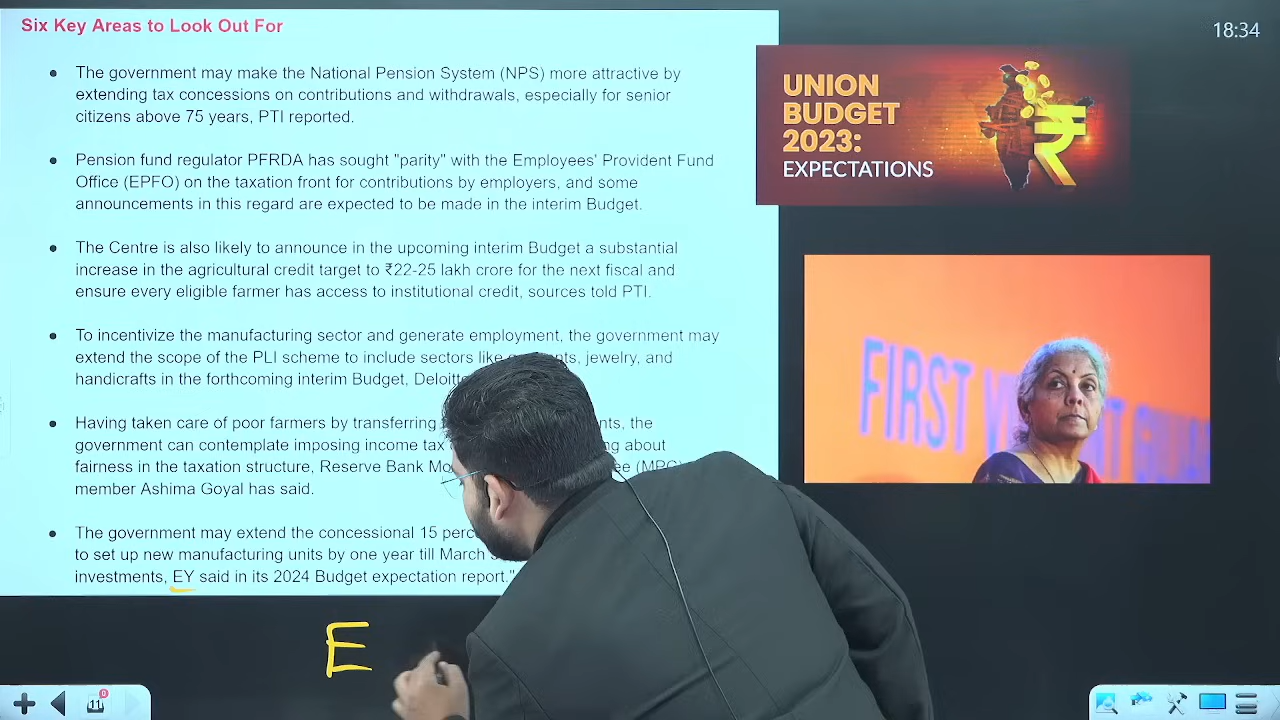 Six Key Areas to Look Out For
18:34
• The government may make the National Pension System (NPS) more attractive by
extending tax concessions on contributions and withdrawals, especially for senior
citizens above 75 years, PTI reported.
• Pension fund regulator PFRDA has sought "parity" with the Employees' Provident Fund
Office (EPFO) on the taxation front for contributions by employers, and some
announcements in this regard are expected to be made in the interim Budget.
• The Centre is also likely to announce in the upcoming interim Budget a substantial
increase in the agricultural credit target to ₹22-25 lakh crore for the next fiscal and
ensure every eligible farmer has access to institutional credit, sources told PTI.
• To incentivize the manufacturing sector and generate employment, the government may
extend the scope of the PLI scheme to include sectors like jewelry, and
handicrafts in the forthcoming interim Budget,
• Having taken care of poor farmers by transferring the
government can contemplate imposing income tax about
fairness in the taxation structure, Reserve Bank (MPC)
member Ashima Goyal has said.
• The government may extend the concessional 15
to set up new manufacturing units by one year till March
investments, EY said in its 2024 Budget expectation report."
E
UNION
BUDGET
2023:
EXPECTATIONS
₹
FIRST
11